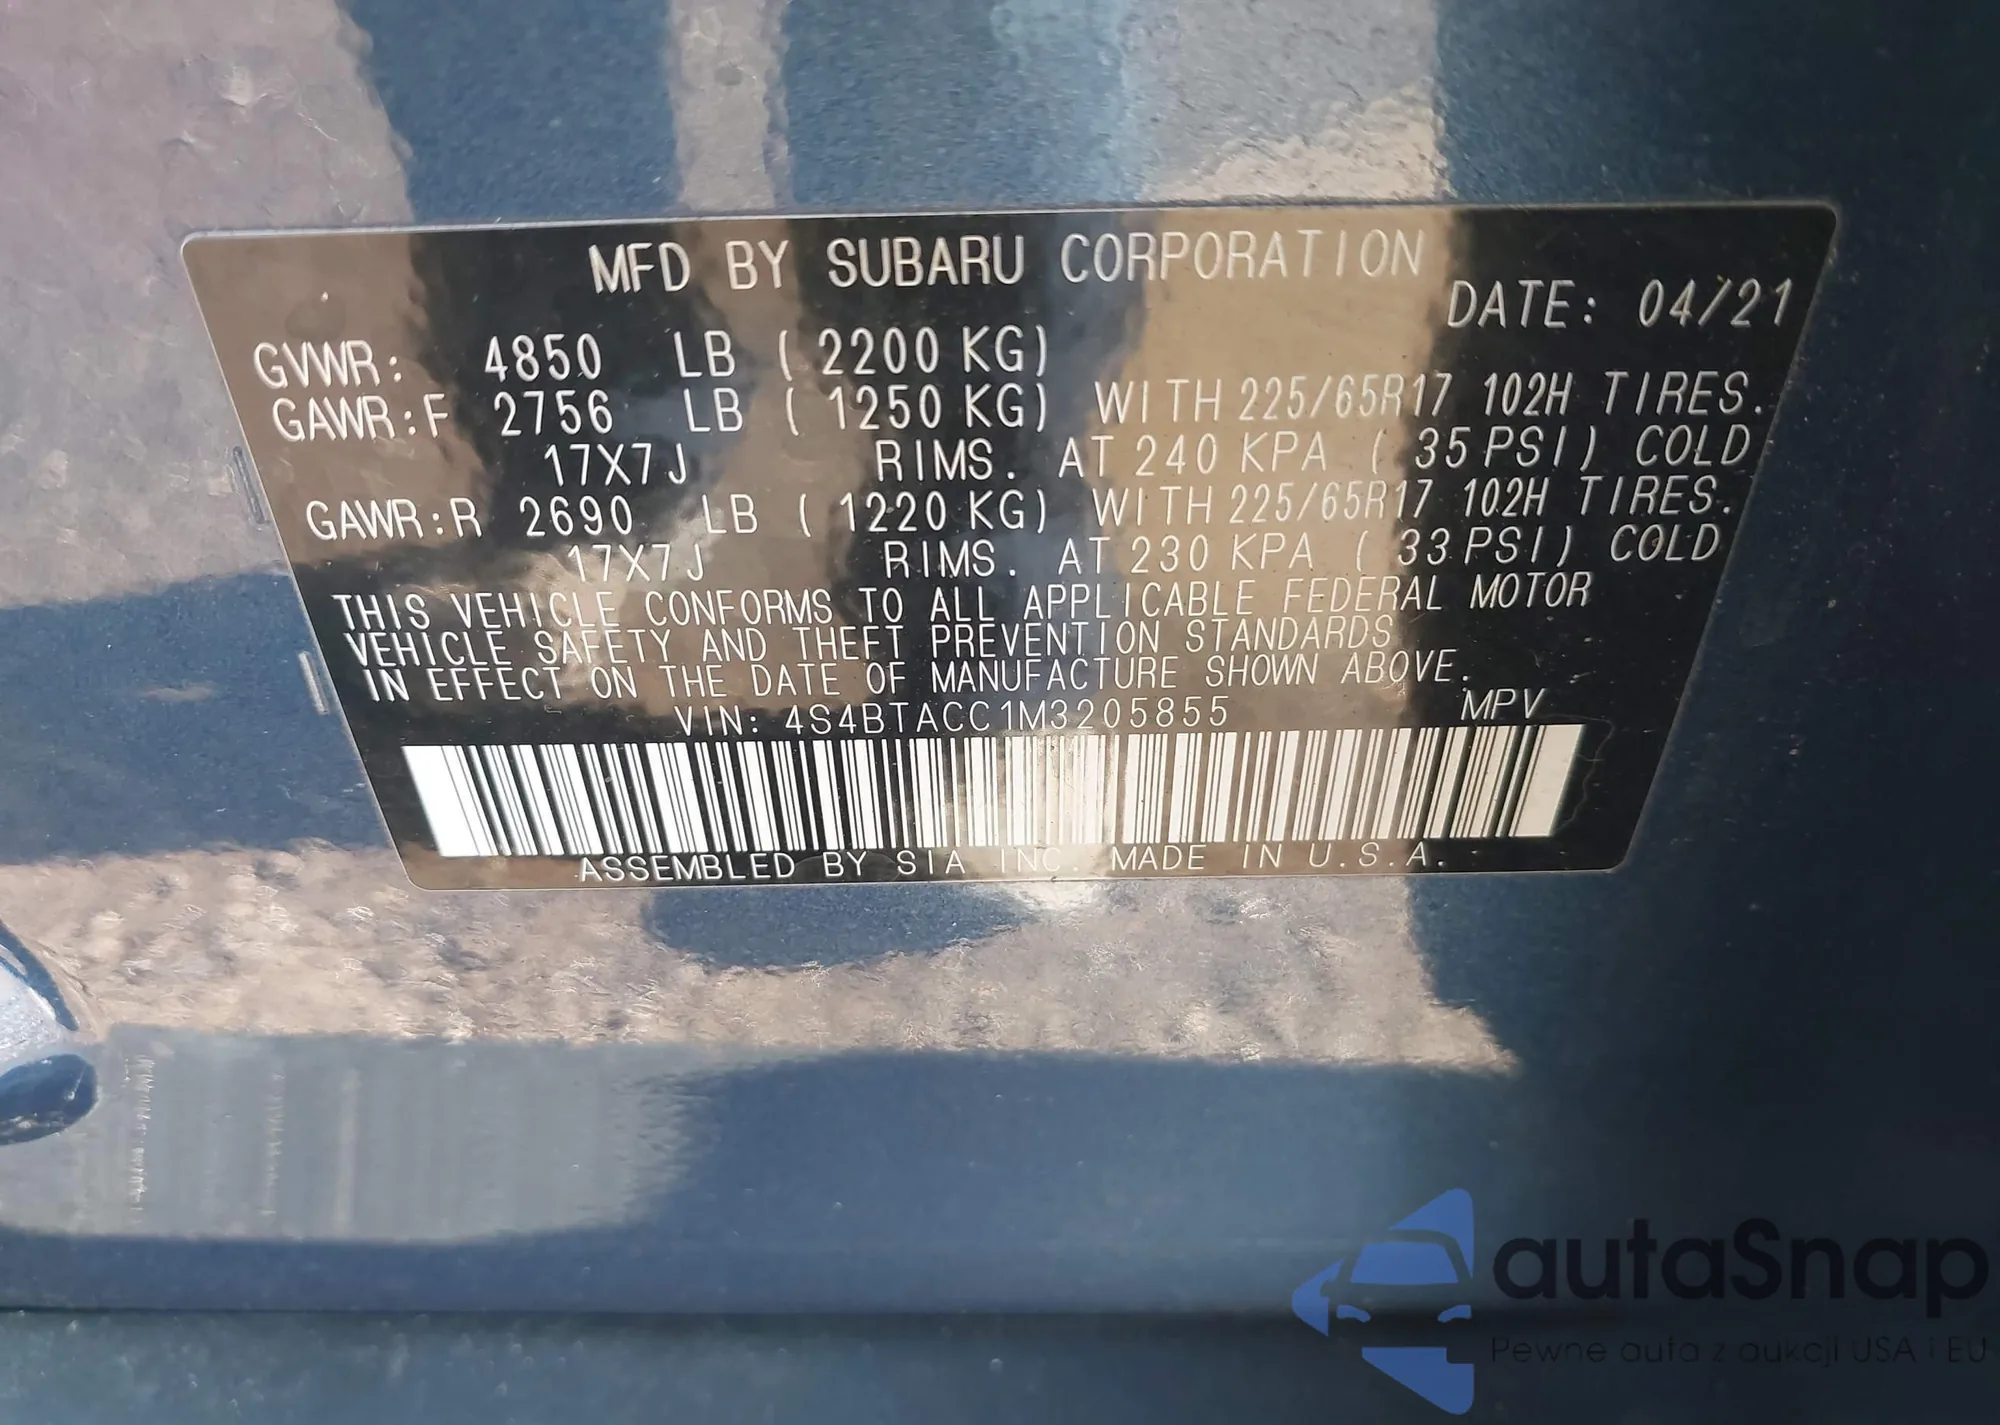 MFD BY SUBARU CORPORATION
DATE: 04/21
GVWR: 4850 LB ( 2200 KG)
GAWR:F 2756 LB ( 1250 KG) WITH 225/65R17 102H TIRES.
17X7J RIMS. AT 240 KPA ( 35 PSI) COLD
GAWR:R 2690 LB ( 1220 KG) WITH 225/65R17 102H TIRES.
17X7J RIMS. AT 230 KPA ( 33 PSI) COLD
THIS VEHICLE CONFORMS TO ALL APPLICABLE FEDERAL MOTOR
VEHICLE SAFETY AND THEFT PREVENTION STANDARDS
IN EFFECT ON THE DATE OF MANUFACTURE SHOWN ABOVE.
VIN: 4S4BTACC1M3205855 MPV
ASSEMBLED BY SIA INC. MADE IN U.S.A.
autaSnap
Pewne auta z aukcji USA i EU